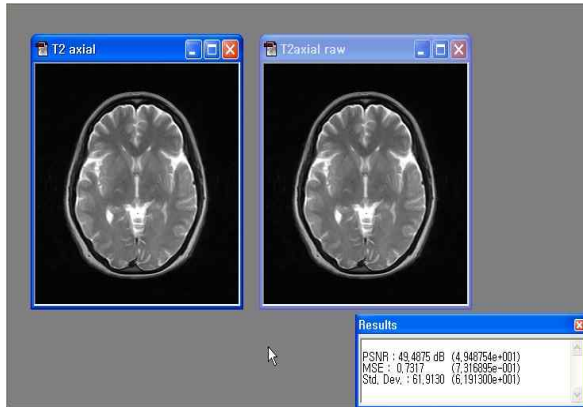 T2 axial
T2axial raw
Results
PSNR : 49,4875 dB (4,948754e+001)
MSE : 0,7317 (7,316895e-001)
Std, Dev, : 61,9130 (6,191300e+001)